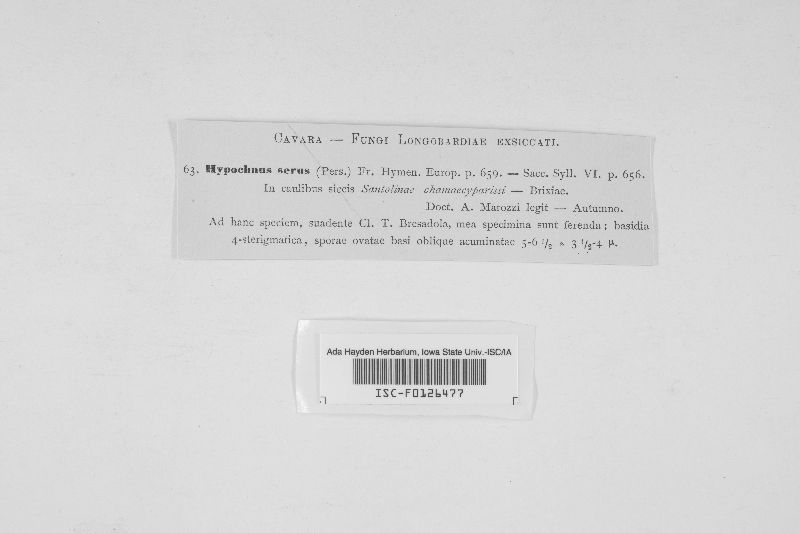 CAVARA — FUNGI LONGOBARDIAE EXSICCATI.
63. Hypochnus serus (Pers.) Fr. Hymen. Europ. p. 659. — Sacc. Syll. VI. p. 656.
In caulibus siccis Santolinae chamaecyparissi — Brixiae.
Doct. A. Marozzi legit — Autumno.
Ad hanc speciem, suadente Cl. T. Bresadola, mea specimina sunt ferenda; basidia
4-sterigmatica, sporae ovatae basi oblique acuminatae 5-6 1/2 * 3 1/2-4 μ.
Ada Hayden Herbarium, Iowa State Univ.-ISC/IA
ISC-F0126477